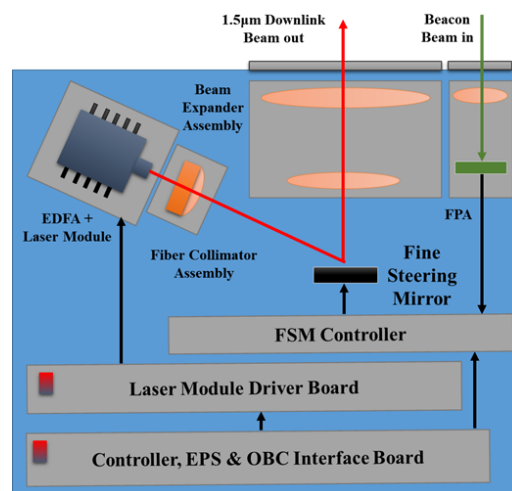 1.5μm Downlink
Beam out
Beacon
Beam in
Beam
Expander
Assembly
EDFA +
Laser Module
Fiber Collimator
Assembly
FPA
Fine
Steering
Mirror
FSM Controller
Laser Module Driver Board
Controller, EPS & OBC Interface Board